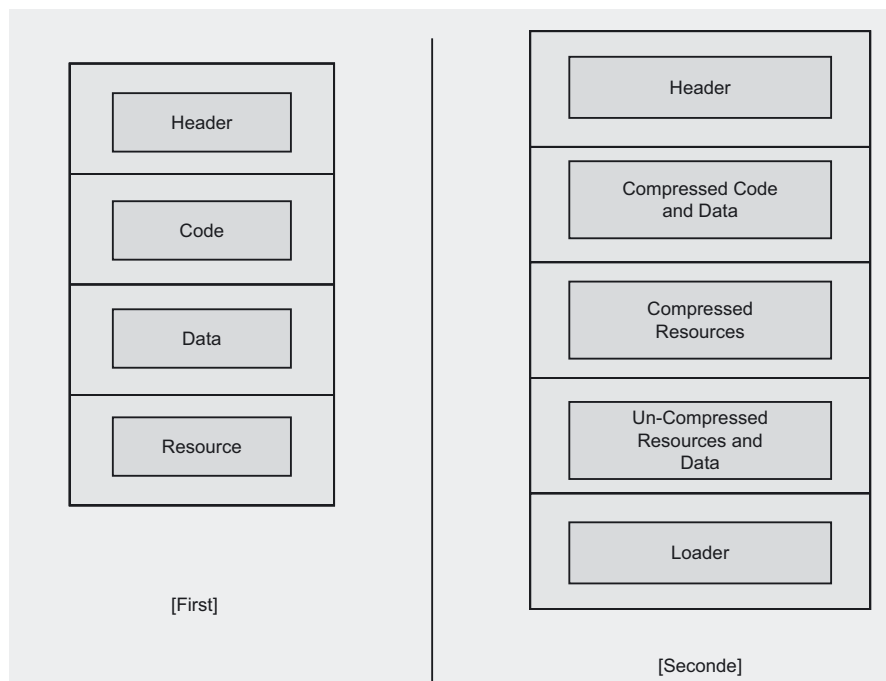 Header
Code
Data
Resource
[First]
Header
Compressed Code
and Data
Compressed
Resources
Un-Compressed
Resources and
Data
Loader
[Seconde]